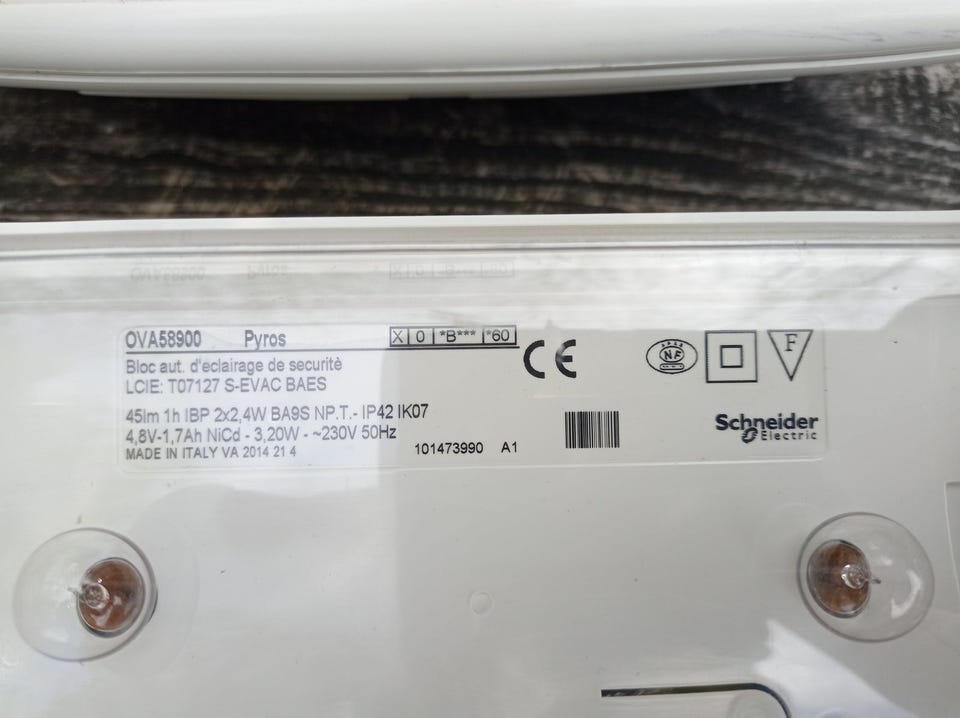 OVA58900 Pyros X 0 *B*** *60
Bloc aut. d'eclairage de securitè
LCIE: T07127 S-EVAC BAES
45lm 1h IBP 2x2,4W BA9S NP.T.- IP42 IK07
4,8V-1,7Ah NiCd - 3,20W - ~230V 50Hz
MADE IN ITALY VA 2014 21 4
101473990 A1
CE
NF
F
Schneider
Electric